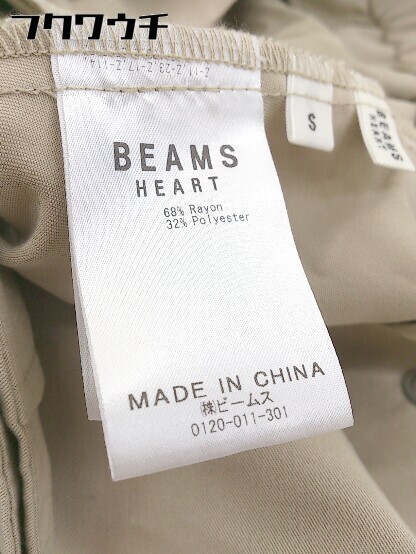 フクワウチ
BEAMS
HEART
68% Rayon
32% Polyester
MADE IN CHINA
㈱ビームス
0120-011-301
S
BEAMS
HEART